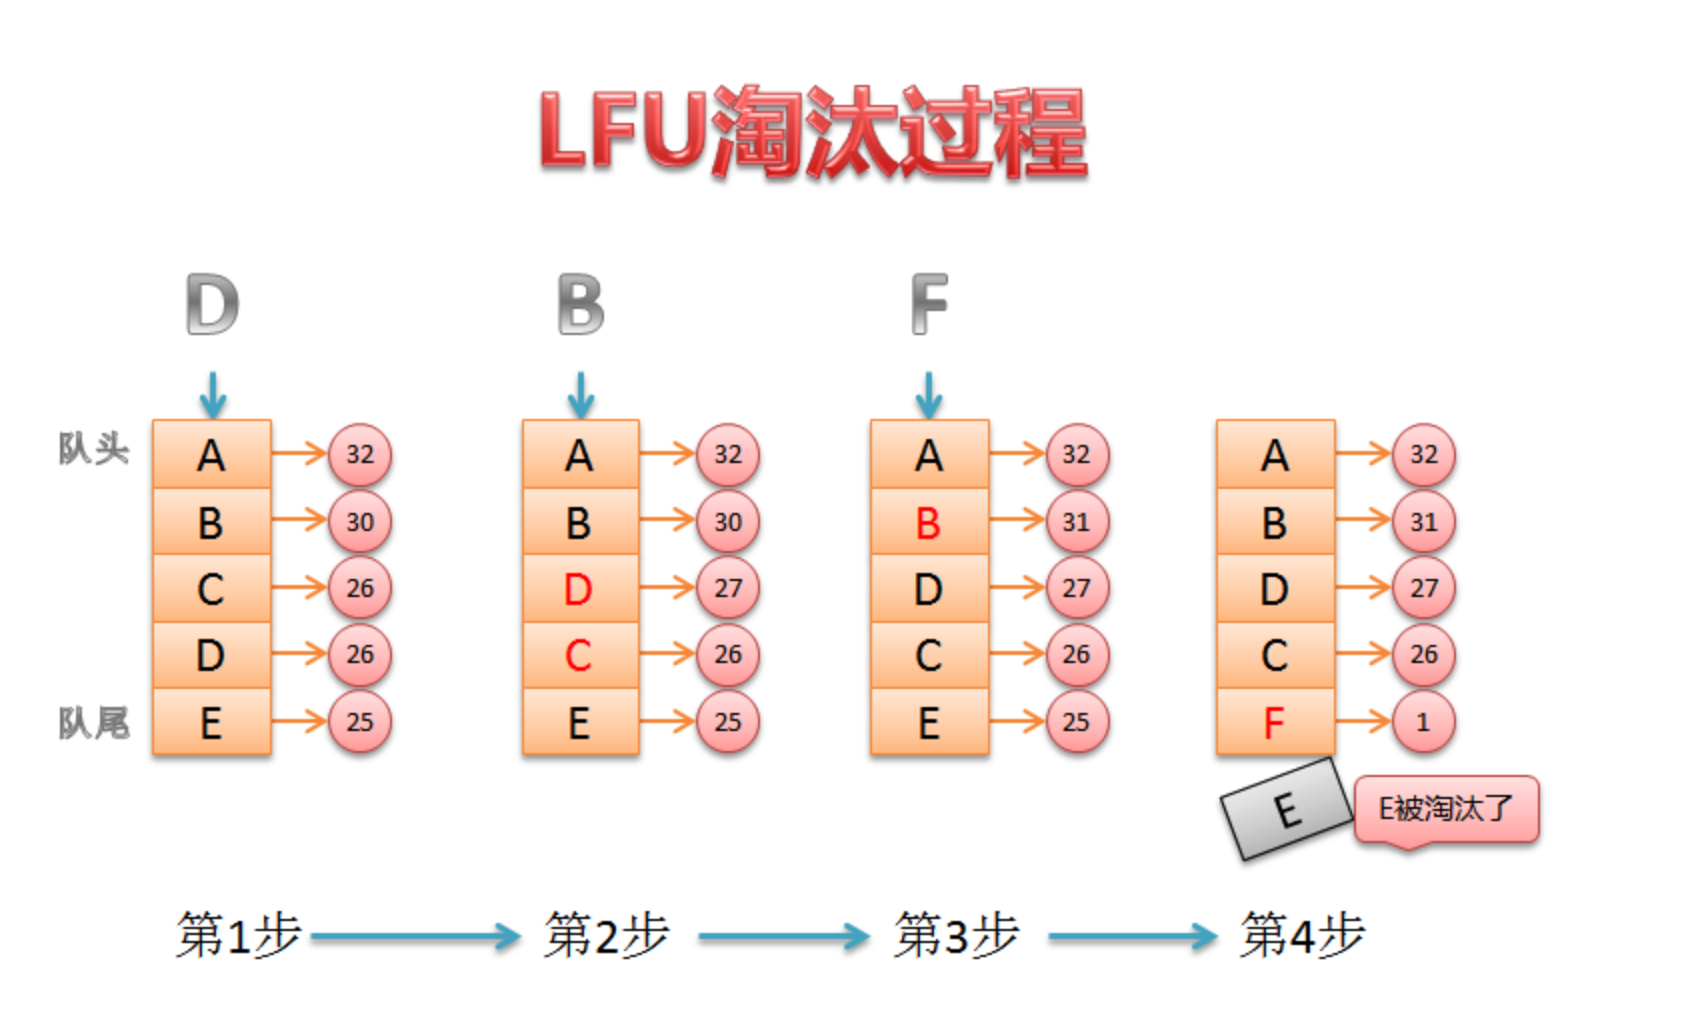 LFU淘汰过程
D B F
队头 A 32 A 32 A 32 A 32
B 30 B 30 B 31 B 31
C 26 D 27 D 27 D 27
D 26 C 26 C 26 C 26
队尾 E 25 E 25 E 25 F 1
E E被淘汰了
第1步 第2步 第3步 第4步